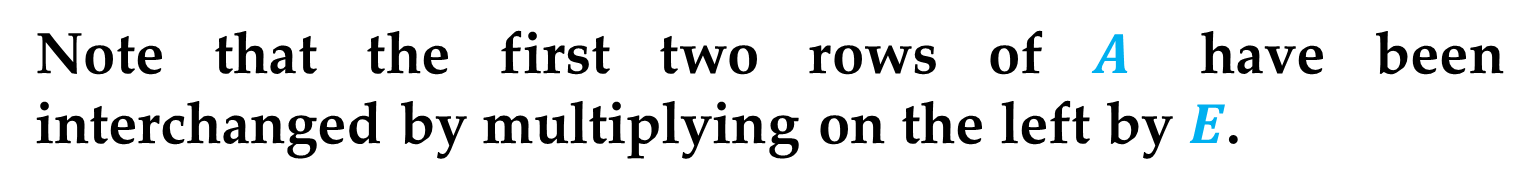 Note that the first two rows of A have been
interchanged by multiplying on the left by E.